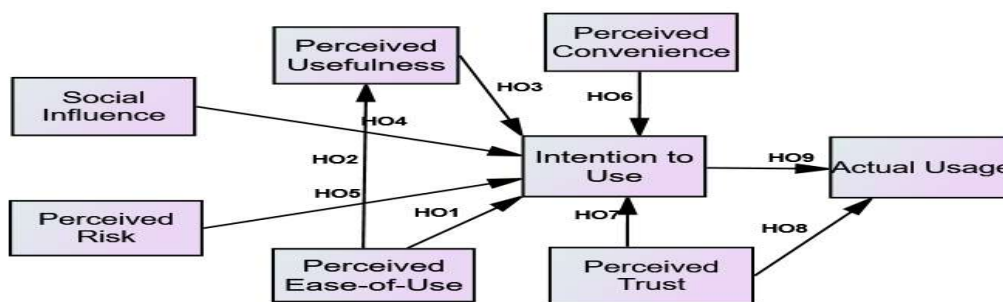 Perceived
Usefulness
Perceived
Convenience
Social
Influence
HO3
HO6
HO4
HO2
Intention to
Use
HO9
Actual Usage
HO5
HO1
HO7
Perceived
Risk
HO8
Perceived
Ease-of-Use
Perceived
Trust